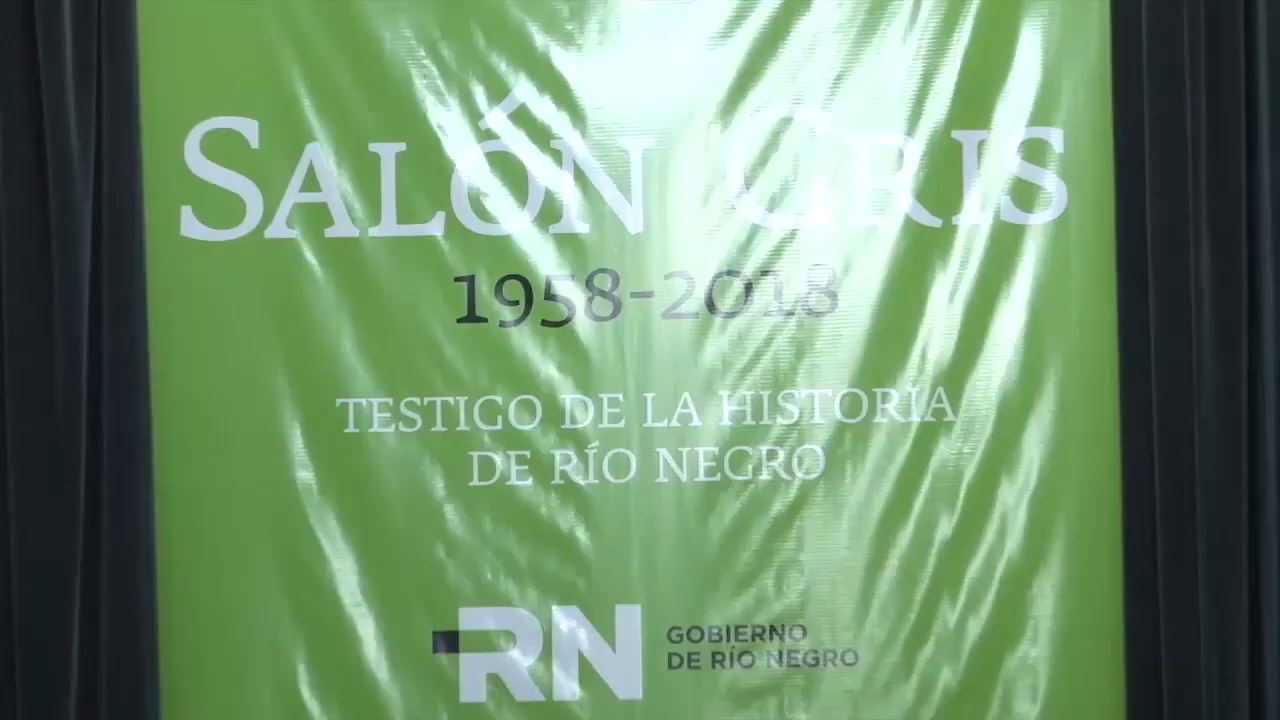 SALÓN GRIS
1958-2018
TESTIGO DE LA HISTORIA
DE RÍO NEGRO
RN
GOBIERNO
DE RÍO NEGRO